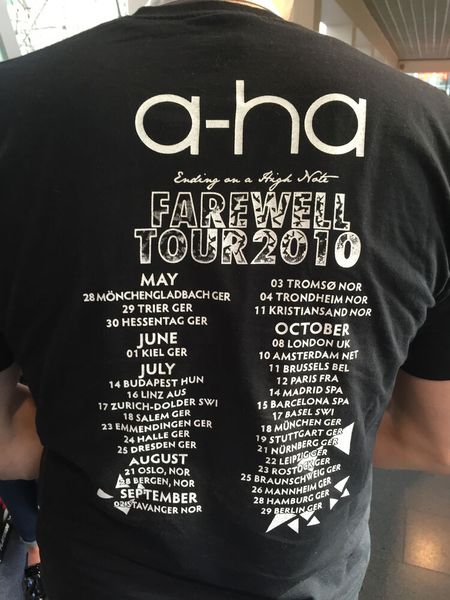 a-ha
Ending on a High Note
FAREWELL
TOUR 2010
MAY
28 MÖNCHENGLADBACH GER
29 TRIER GER
30 HESSENTAG GER
JUNE
01 KIEL GER
JULY
14 BUDAPEST HUN
16 LINZ AUS
17 ZURICH-DOLDER SWI
18 SALEM GER
23 EMMENDINGEN GER
24 HALLE GER
25 DRESDEN GER
AUGUST
21 OSLO, NOR
28 BERGEN, NOR
SEPTEMBER
02 STAVANGER NOR
03 TROMSØ NOR
04 TRONDHEIM NOR
11 KRISTIANSAND NOR
OCTOBER
08 LONDON UK
10 AMSTERDAM NET
11 BRUSSELS BEL
12 PARIS FRA
14 MADRID SPA
15 BARCELONA SPA
17 BASEL SWI
18 MÜNCHEN GER
19 STUTTGART GER
21 NÜRNBERG GER
22 LEIPZIG GER
23 ROSTOCK GER
25 BRAUNSCHWEIG GER
26 MANNHEIM GER
28 HAMBURG GER
29 BERLIN GER